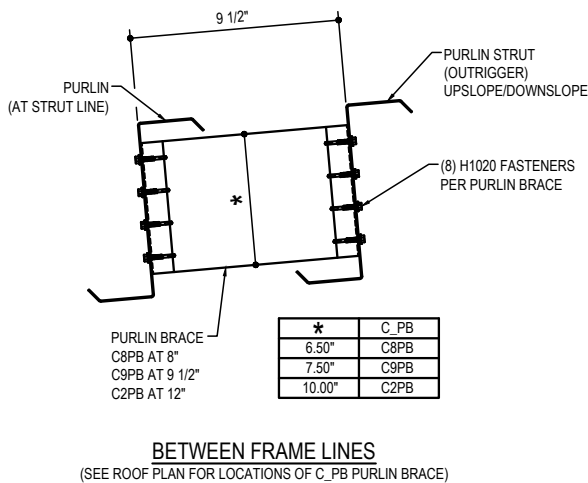 9 1/2"
PURLIN
(AT STRUT LINE)
PURLIN STRUT
(OUTRIGGER)
UPSLOPE/DOWNSLOPE
(8) H1020 FASTENERS
PER PURLIN BRACE
*
PURLIN BRACE
C8PB AT 8"
C9PB AT 9 1/2"
C2PB AT 12"
* C_PB
6.50" C8PB
7.50" C9PB
10.00" C2PB
BETWEEN FRAME LINES
(SEE ROOF PLAN FOR LOCATIONS OF C_PB PURLIN BRACE)